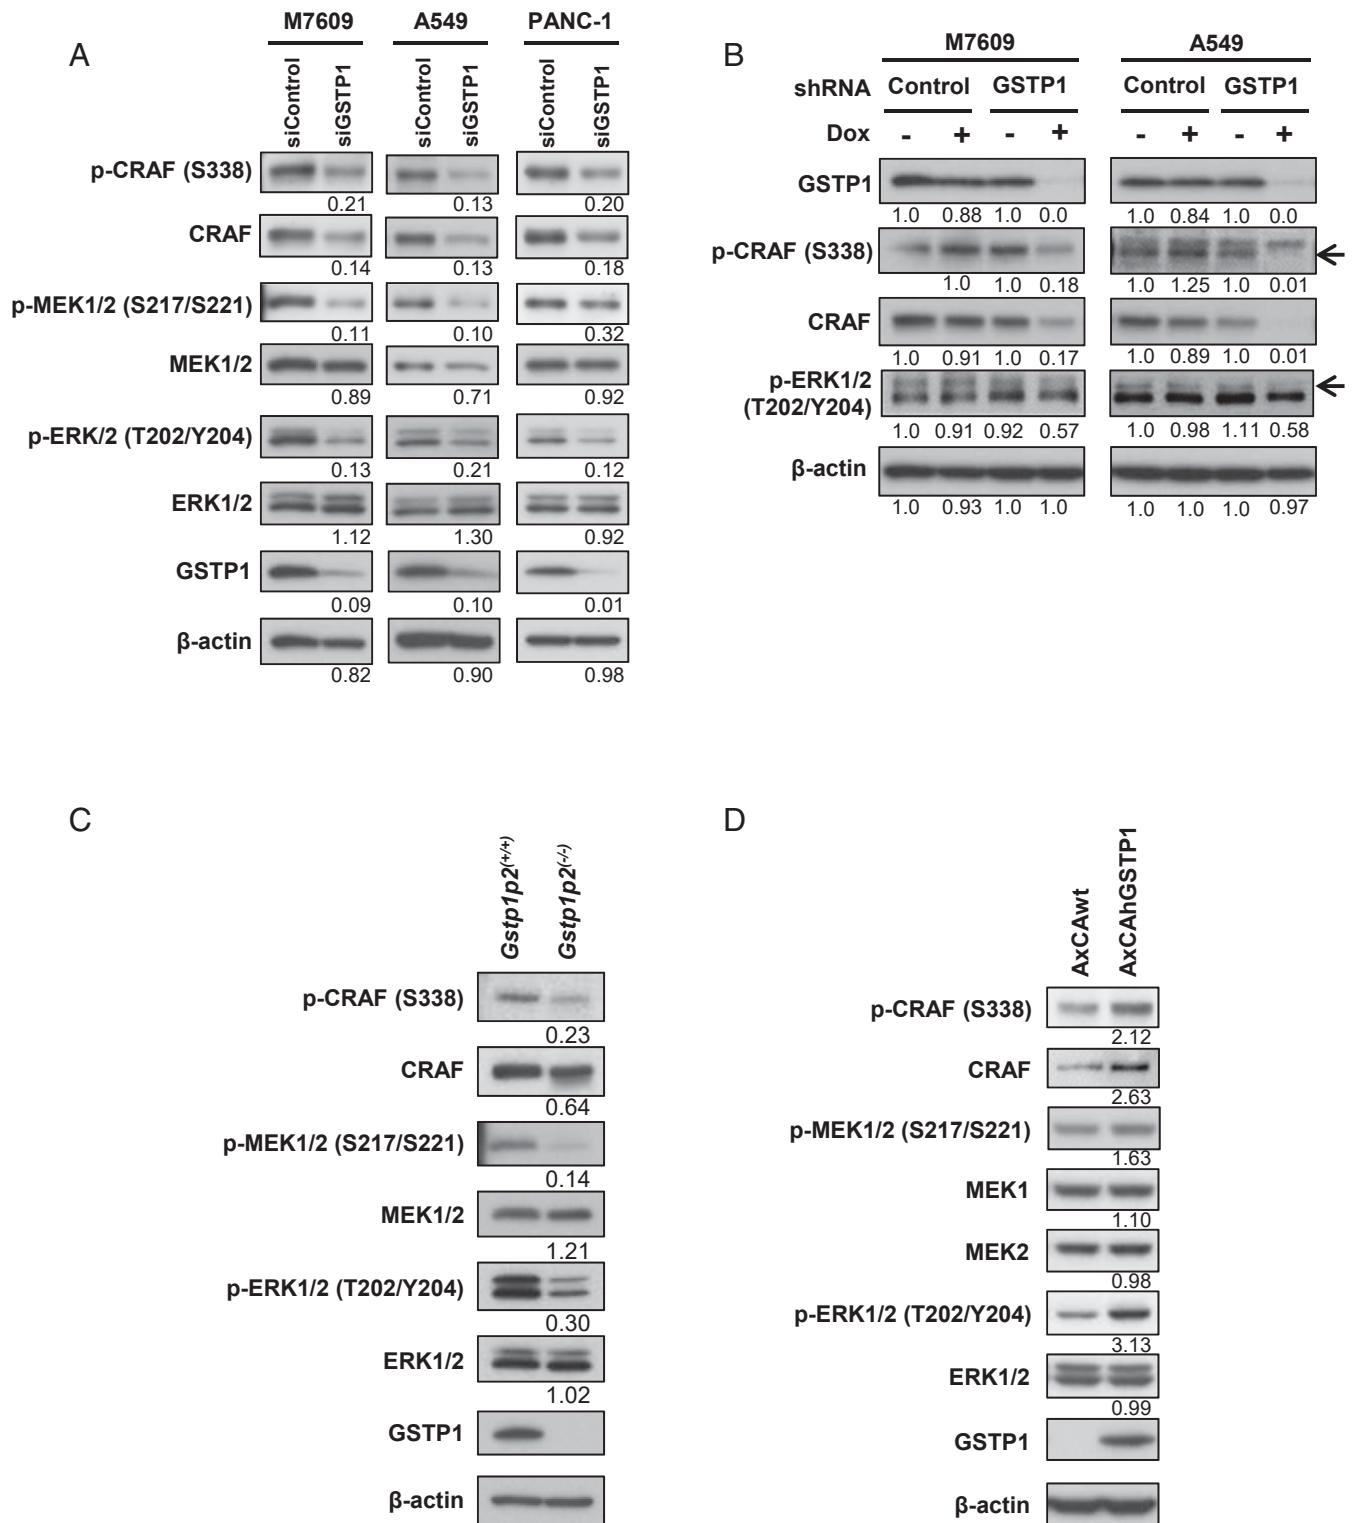 A
M7609 A549 PANC-1
siControl siGSTP1 siControl siGSTP1 siControl siGSTP1
p-CRAF (S338)
0.21 0.13 0.20
CRAF
0.14 0.13 0.18
p-MEK1/2 (S217/S221)
0.11 0.10 0.32
MEK1/2
0.89 0.71 0.92
p-ERK/2 (T202/Y204)
0.13 0.21 0.12
ERK1/2
1.12 1.30 0.92
GSTP1
0.09 0.10 0.01
β-actin
0.82 0.90 0.98
B
M7609 A549
shRNA Control GSTP1 Control GSTP1
Dox - + - + - + - +
GSTP1
1.0 0.88 1.0 0.0 1.0 0.84 1.0 0.0
p-CRAF (S338)
1.0 1.0 0.18 1.0 1.25 1.0 0.01
CRAF
1.0 0.91 1.0 0.17 1.0 0.89 1.0 0.01
p-ERK1/2
(T202/Y204)
1.0 0.91 0.92 0.57 1.0 0.98 1.11 0.58
β-actin
1.0 0.93 1.0 1.0 1.0 1.0 1.0 0.97
C
Gstp1p2(+/+) Gstp1p2(-/-)
p-CRAF (S338)
0.23
CRAF
0.64
p-MEK1/2 (S217/S221)
0.14
MEK1/2
1.21
p-ERK1/2 (T202/Y204)
0.30
ERK1/2
1.02
GSTP1
β-actin
D
AxCAwt AxCAhGSTP1
p-CRAF (S338)
2.12
CRAF
2.63
p-MEK1/2 (S217/S221)
1.63
MEK1
1.10
MEK2
0.98
p-ERK1/2 (T202/Y204)
3.13
ERK1/2
0.99
GSTP1
β-actin